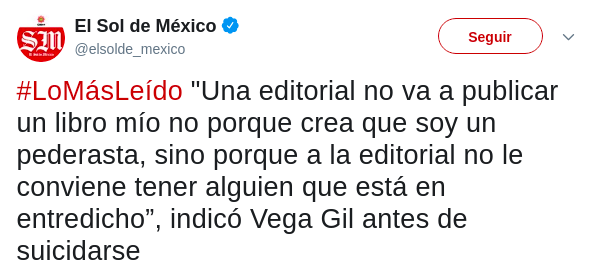 El Sol de México
@elsolde_mexico
SM
Seguir
#LoMásLeído "Una editorial no va a publicar
un libro mío no porque crea que soy un
pederasta, sino porque a la editorial no le
conviene tener alguien que está en
entredicho”, indicó Vega Gil antes de
suicidarse